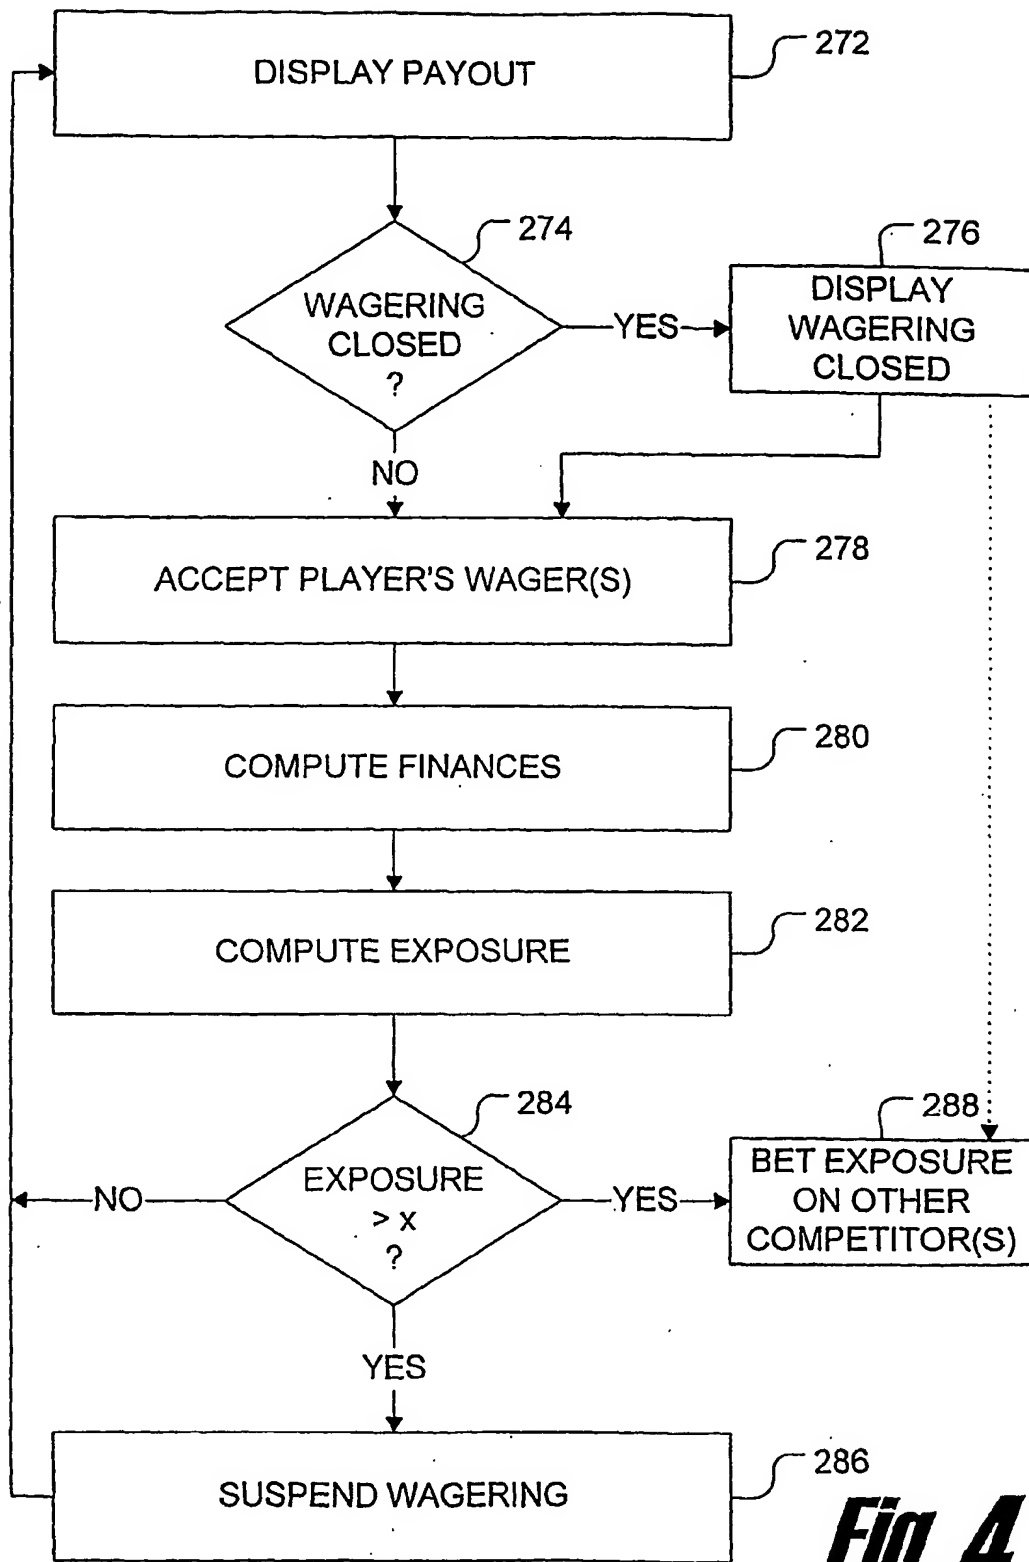 DISPLAY PAYOUT
272
WAGERING
CLOSED
?
274
YES
276
DISPLAY
WAGERING
CLOSED
NO
ACCEPT PLAYER'S WAGER(S)
278
COMPUTE FINANCES
280
COMPUTE EXPOSURE
282
EXPOSURE
> x
?
284
NO
YES
288
BET EXPOSURE
ON OTHER
COMPETITOR(S)
YES
SUSPEND WAGERING
286
Fig 4